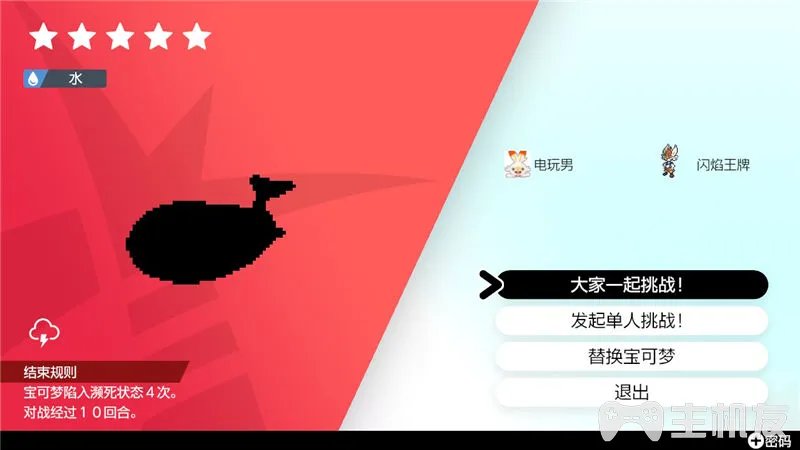 水
电玩男
闪焰王牌
大家一起挑战!
发起单人挑战!
替换宝可梦
退出
结束规则
宝可梦陷入濒死状态4次。
对战经过10回合。
主机友
密码